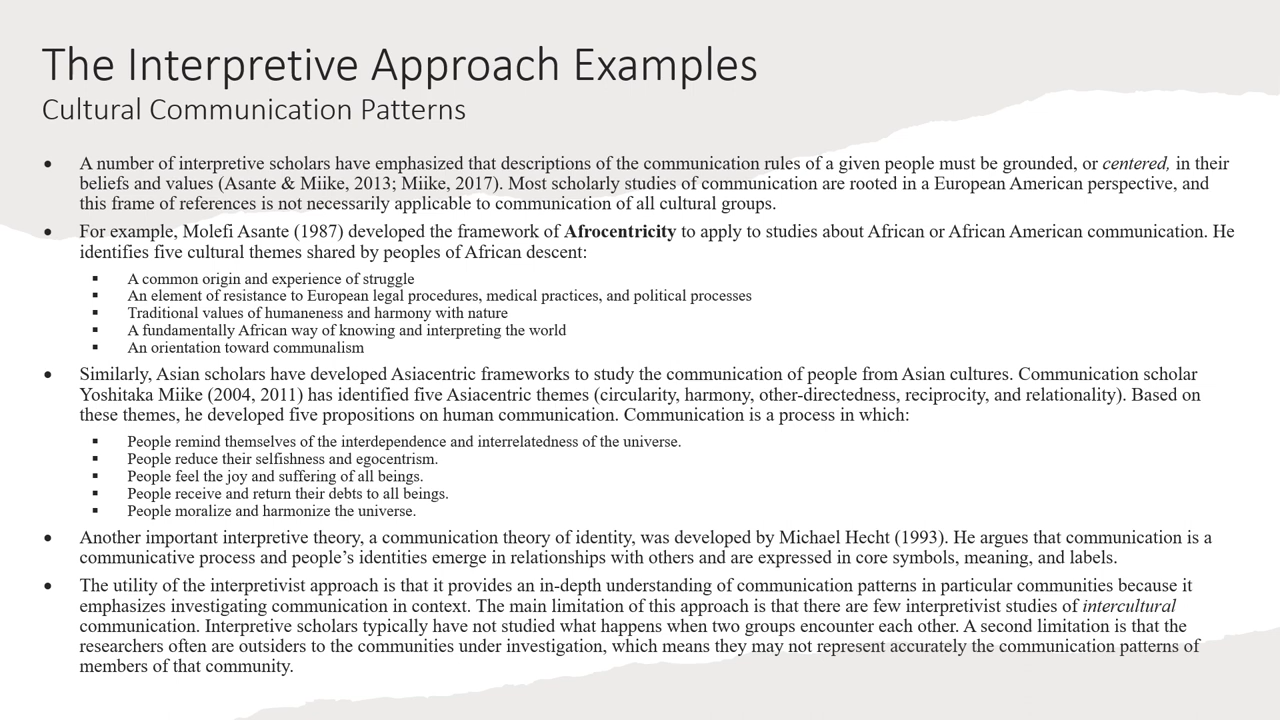 The Interpretive Approach Examples
Cultural Communication Patterns
• A number of interpretive scholars have emphasized that descriptions of the communication rules of a given people must be grounded, or centered, in their
beliefs and values (Asante & Miike, 2013; Miike, 2017). Most scholarly studies of communication are rooted in a European American perspective, and
this frame of references is not necessarily applicable to communication of all cultural groups.
• For example, Molefi Asante (1987) developed the framework of Afrocentricity to apply to studies about African or African American communication. He
identifies five cultural themes shared by peoples of African descent:
▪ A common origin and experience of struggle
▪ An element of resistance to European legal procedures, medical practices, and political processes
▪ Traditional values of humaneness and harmony with nature
▪ A fundamentally African way of knowing and interpreting the world
▪ An orientation toward communalism
• Similarly, Asian scholars have developed Asiacentric frameworks to study the communication of people from Asian cultures. Communication scholar
Yoshitaka Miike (2004, 2011) has identified five Asiacentric themes (circularity, harmony, other-directedness, reciprocity, and relationality). Based on
these themes, he developed five propositions on human communication. Communication is a process in which:
▪ People remind themselves of the interdependence and interrelatedness of the universe.
▪ People reduce their selfishness and egocentrism.
▪ People feel the joy and suffering of all beings.
▪ People receive and return their debts to all beings.
▪ People moralize and harmonize the universe.
• Another important interpretive theory, a communication theory of identity, was developed by Michael Hecht (1993). He argues that communication is a
communicative process and people's identities emerge in relationships with others and are expressed in core symbols, meaning, and labels.
• The utility of the interpretivist approach is that it provides an in-depth understanding of communication patterns in particular communities because it
emphasizes investigating communication in context. The main limitation of this approach is that there are few interpretivist studies of intercultural
communication. Interpretive scholars typically have not studied what happens when two groups encounter each other. A second limitation is that the
researchers often are outsiders to the communities under investigation, which means they may not represent accurately the communication patterns of
members of that community.